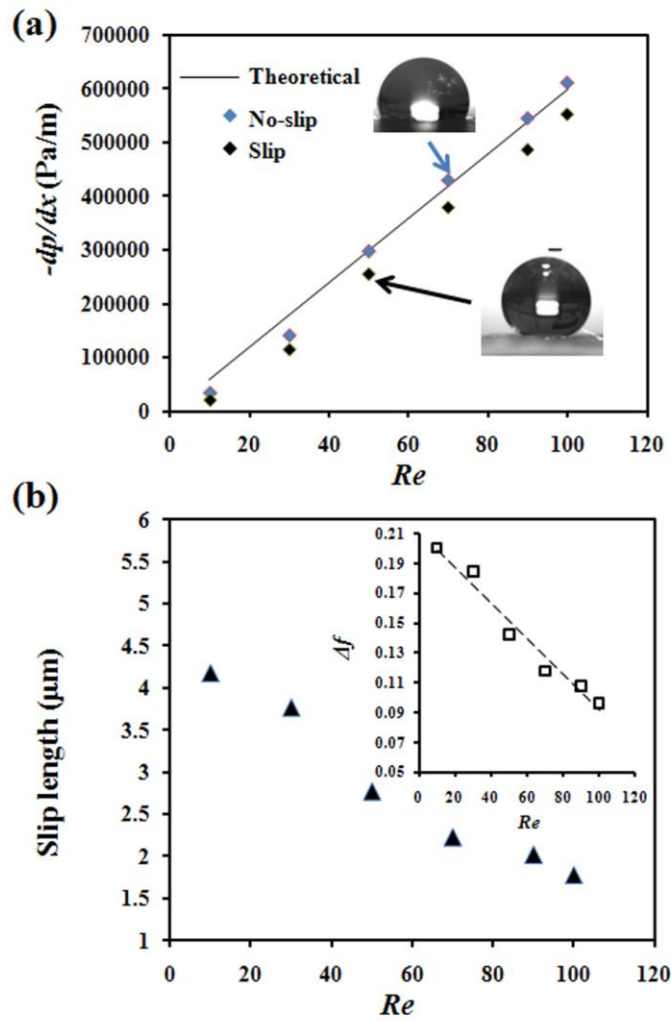 (a)
700000
600000
500000
400000
300000
200000
100000
0
-dp/dx (Pa/m)
Theoretical
No-slip
Slip
0 20 40 60 80 100 120
Re
(b)
6
5.5
5
4.5
4
3.5
3
2.5
2
1.5
1
Slip length (μm)
0.21
0.19
0.17
0.15
0.13
0.11
0.09
0.07
0.05
Δf
0 20 40 60 80 100 120
Re
0 20 40 60 80 100 120
Re